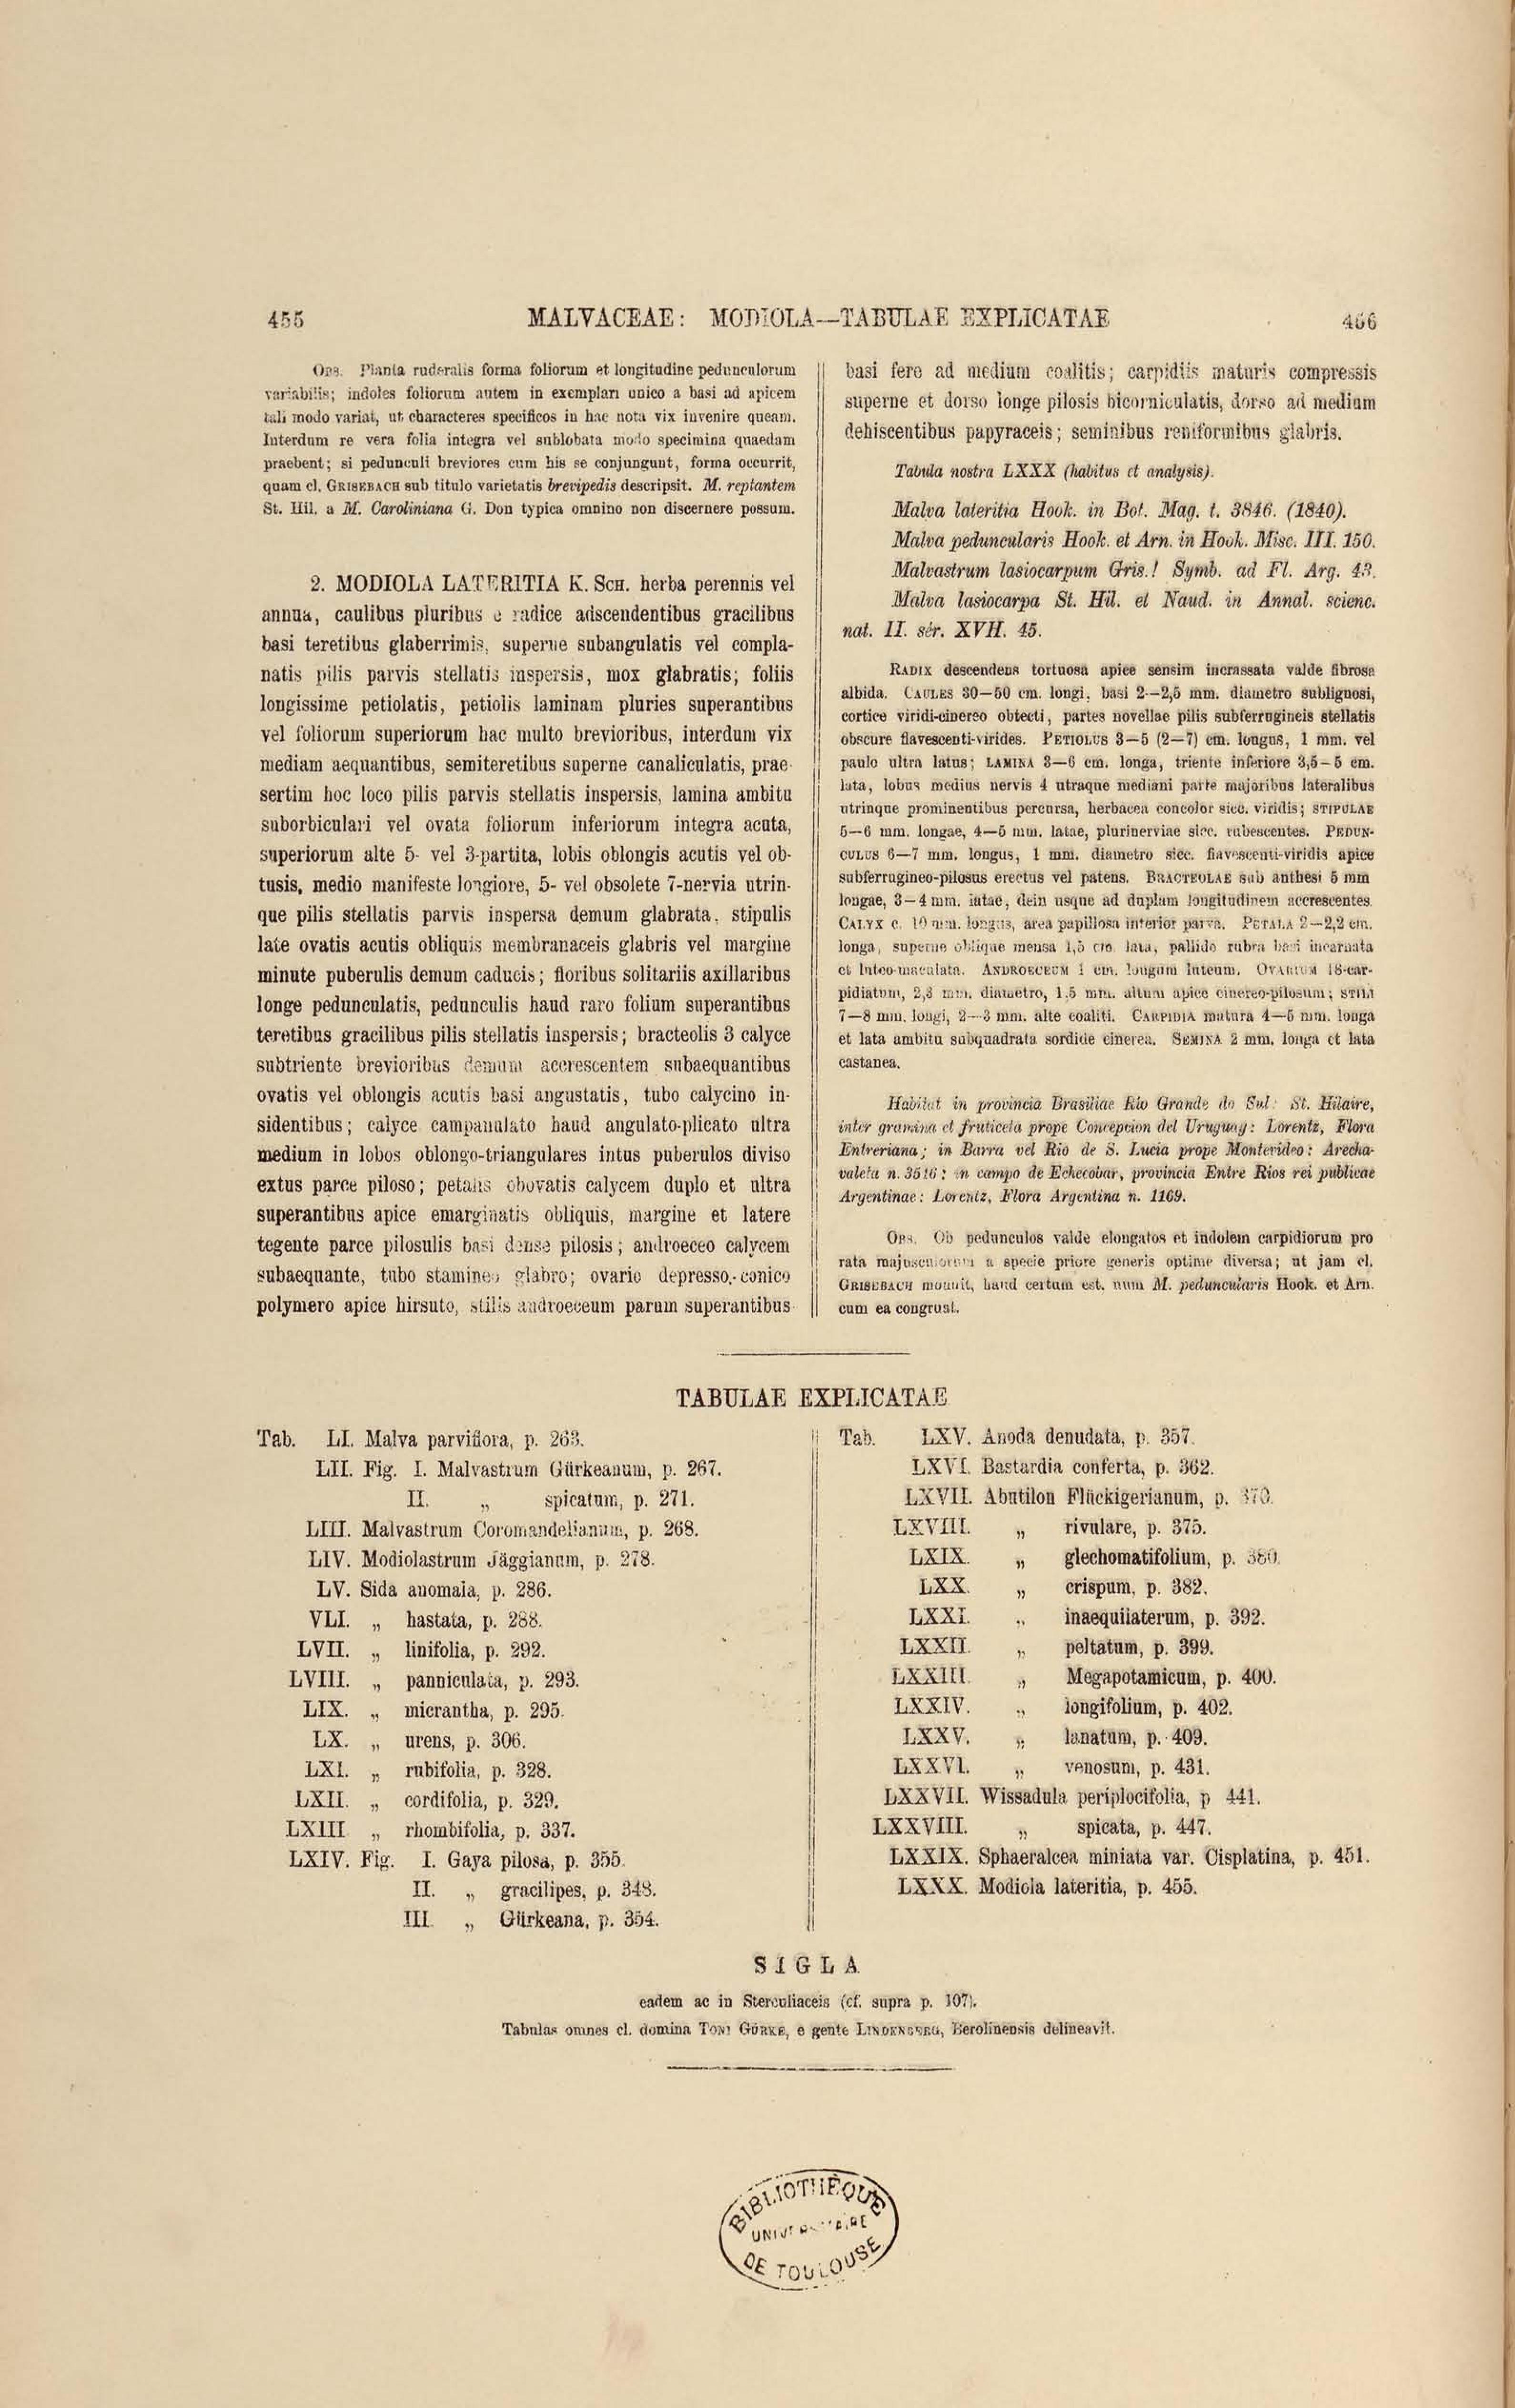 455
MALVACEAE: MODIOLA—TABULAE EXPLICATAE
456
Obs. Planta ruderalis forma foliorum et longitudine pedunculorum
variabilis; indoles foliorum autem in exemplari unico a basi ad apicem
tali modo variat, ut characteres specificos in hac nota vix invenire queam.
Interdum re vera folia integra vel sublobata modo specimina quaedam
praebent; si pedunculi breviores cum his se conjungunt, forma occurrit,
quam cl. Grisebach sub titulo varietatis brevipedis descripsit. M. reptantem
St. Hil. a M. Caroliniana G. Don typica omnino non discernere possum.
2. MODIOLA LATERITIA K. Sch. herba perennis vel
annua, caulibus pluribus e radice adscendentibus gracilibus
basi teretibus glaberrimis, superne subangulatis vel compla-
natis pilis parvis stellatis inspersis, mox glabratis; foliis
longissime petiolatis, petiolis laminam pluries superantibus
vel foliorum superiorum hac multo brevioribus, interdum vix
mediam aequantibus, semiteretibus superne canaliculatis, prae-
sertim hoc loco pilis parvis stellatis inspersis, lamina ambitu
suborbiculari vel ovata foliorum inferiorum integra acuta,
superiorum alte 5- vel 3-partita, lobis oblongis acutis vel ob-
tusis, medio manifeste longiore, 5- vel obsolete 7-nervia utrin-
que pilis stellatis parvis inspersa demum glabrata, stipulis
late ovatis acutis obliquis membranaceis glabris vel margine
minute puberulis demum caducis; floribus solitariis axillaribus
longe pedunculatis, pedunculis haud raro folium superantibus
teretibus gracilibus pilis stellatis inspersis; bracteolis 3 calyce
subtriente brevioribus demum accrescentem subaequantibus
ovatis vel oblongis acutis basi angustatis, tubo calycino in-
sidentibus; calyce campanulato haud angulato-plicato ultra
medium in lobos oblongo-triangulares intus puberulos diviso
extus parce piloso; petalis obovatis calycem duplo et ultra
superantibus apice emarginatis obliquis, margine et latere
tegente parce pilosulis basi dense pilosis; androeceo calycem
subaequante, tubo stamineo glabro; ovario depresso-conico
polymero apice hirsuto, stilis androeceum parum superantibus
basi fere ad medium coalitis; carpidiis maturis compressis
superne et dorso longe pilosis bicorniculatis, dorso ad medium
dehiscentibus papyraceis; seminibus reniformibus glabris.
Tabula nostra LXXX (habitus et analysis).
Malva lateritia Hook. in Bot. Mag. t. 3846. (1840).
Malva peduncularis Hook. et Arn. in Hook. Misc. III. 150.
Malvastrum lasiocarpum Gris.! Symb. ad Fl. Arg. 43.
Malva lasiocarpa St. Hil. et Naud. in Annal. scienc.
nat. II. sér. XVII. 45.
Radix descendens tortuosa apice sensim incrassata valde fibrosa
albida. Caules 30—50 cm. longi, basi 2—2,5 mm. diametro sublignosi,
cortice viridi-cinereo obtecti, partes novellae pilis subferrugineis stellatis
obscure flavescenti-virides. Petiolus 3—5 (2—7) cm. longus, 1 mm. vel
paulo ultra latus; lamina 3—6 cm. longa, triente inferiore 3,5—5 cm.
lata, lobus medius nervis 4 utraque mediani parte majoribus lateralibus
utrinque prominentibus percursa, herbacea concolor sicc. viridis; stipulae
5—6 mm. longae, 4—5 mm. latae, plurinerviae sicc. rubescentes. Pedun-
culus 6—7 mm. longus, 1 mm. diametro sicc. flavescenti-viridis apice
subferrugineo-pilosus erectus vel patens. Bracteolae sub anthesi 5 mm
longae, 3—4 mm. latae, dein usque ad duplam longitudinem accrescentes.
Calyx c. 10 mm. longus, area papillosa interior parva. Petala 2—2,2 cm.
longa, superne oblique mensa 1,5 cm. lata, pallido rubra basi incarnata
et luteo-maculata. Androeceum 1 cm. longum luteum. Ovarium 18-car-
pidiatum, 2,3 mm. diametro, 1,5 mm. altum apice cinereo-pilosum; stili
7—8 mm. longi, 2—3 mm. alte coaliti. Carpidia matura 4—5 mm. longa
et lata ambitu subquadrata sordide cinerea. Semina 2 mm. longa et lata
castanea.
Habitat in provincia Brasiliae Rio Grande do Sul: St. Hilaire,
inter gramina et fruticeta prope Concepcion del Uruguay: Lorentz, Flora
Entreriana; in Barra vel Rio de S. Lucia prope Montevideo: Arecha-
valeta n. 3516: in campo de Echecobar, provincia Entre Rios rei publicae
Argentinae: Lorentz, Flora Argentina n. 1169.
Obs. Ob pedunculos valde elongatos et indolem carpidiorum pro
rata majusculorum a specie priore generis optime diversa; ut jam cl.
Grisebach monuit, haud certum est, num M. peduncularis Hook. et Arn.
cum ea congruat.
TABULAE EXPLICATAE
Tab. LI. Malva parviflora, p. 263.
LII. Fig. I. Malvastrum Gürkeanum, p. 267.
II. „ spicatum, p. 271.
LIII. Malvastrum Coromandelianum, p. 268.
LIV. Modiolastrum Jäggianum, p. 278.
LV. Sida anomala, p. 286.
VLI. „ hastata, p. 288.
LVII. „ linifolia, p. 292.
LVIII. „ panniculata, p. 293.
LIX. „ micrantha, p. 295.
LX. „ urens, p. 306.
LXI. „ rubifolia, p. 328.
LXII. „ cordifolia, p. 329.
LXIII „ rhombifolia, p. 337.
LXIV. Fig. I. Gaya pilosa, p. 355.
II. „ gracilipes, p. 348.
III. „ Gürkeana, p. 354.
Tab. LXV. Anoda denudata, p. 357.
LXVI. Bastardia conferta, p. 362.
LXVII. Abutilon Flückigerianum, p. 370.
LXVIII. „ rivulare, p. 375.
LXIX. „ glechomatifolium, p. 380.
LXX. „ crispum, p. 382.
LXXI. „ inaequilaterum, p. 392.
LXXII. „ peltatum, p. 399.
LXXIII. „ Megapotamicum, p. 400.
LXXIV. „ longifolium, p. 402.
LXXV. „ lanatum, p. 409.
LXXVI. „ venosum, p. 431.
LXXVII. Wissadula periplocifolia, p 441.
LXXVIII. „ spicata, p. 447.
LXXIX. Sphaeralcea miniata var. Cisplatina, p. 451.
LXXX. Modiola lateritia, p. 455.
SIGLA
eadem ac in Sterculiaceis (cf. supra p. 107).
Tabulas omnes cl. domina Toni Gürke, e gente Lindenberg, Berolinensis delineavit.
BIBLIOTHÈQUE
UNIVERSITAIRE
DE TOULOUSE